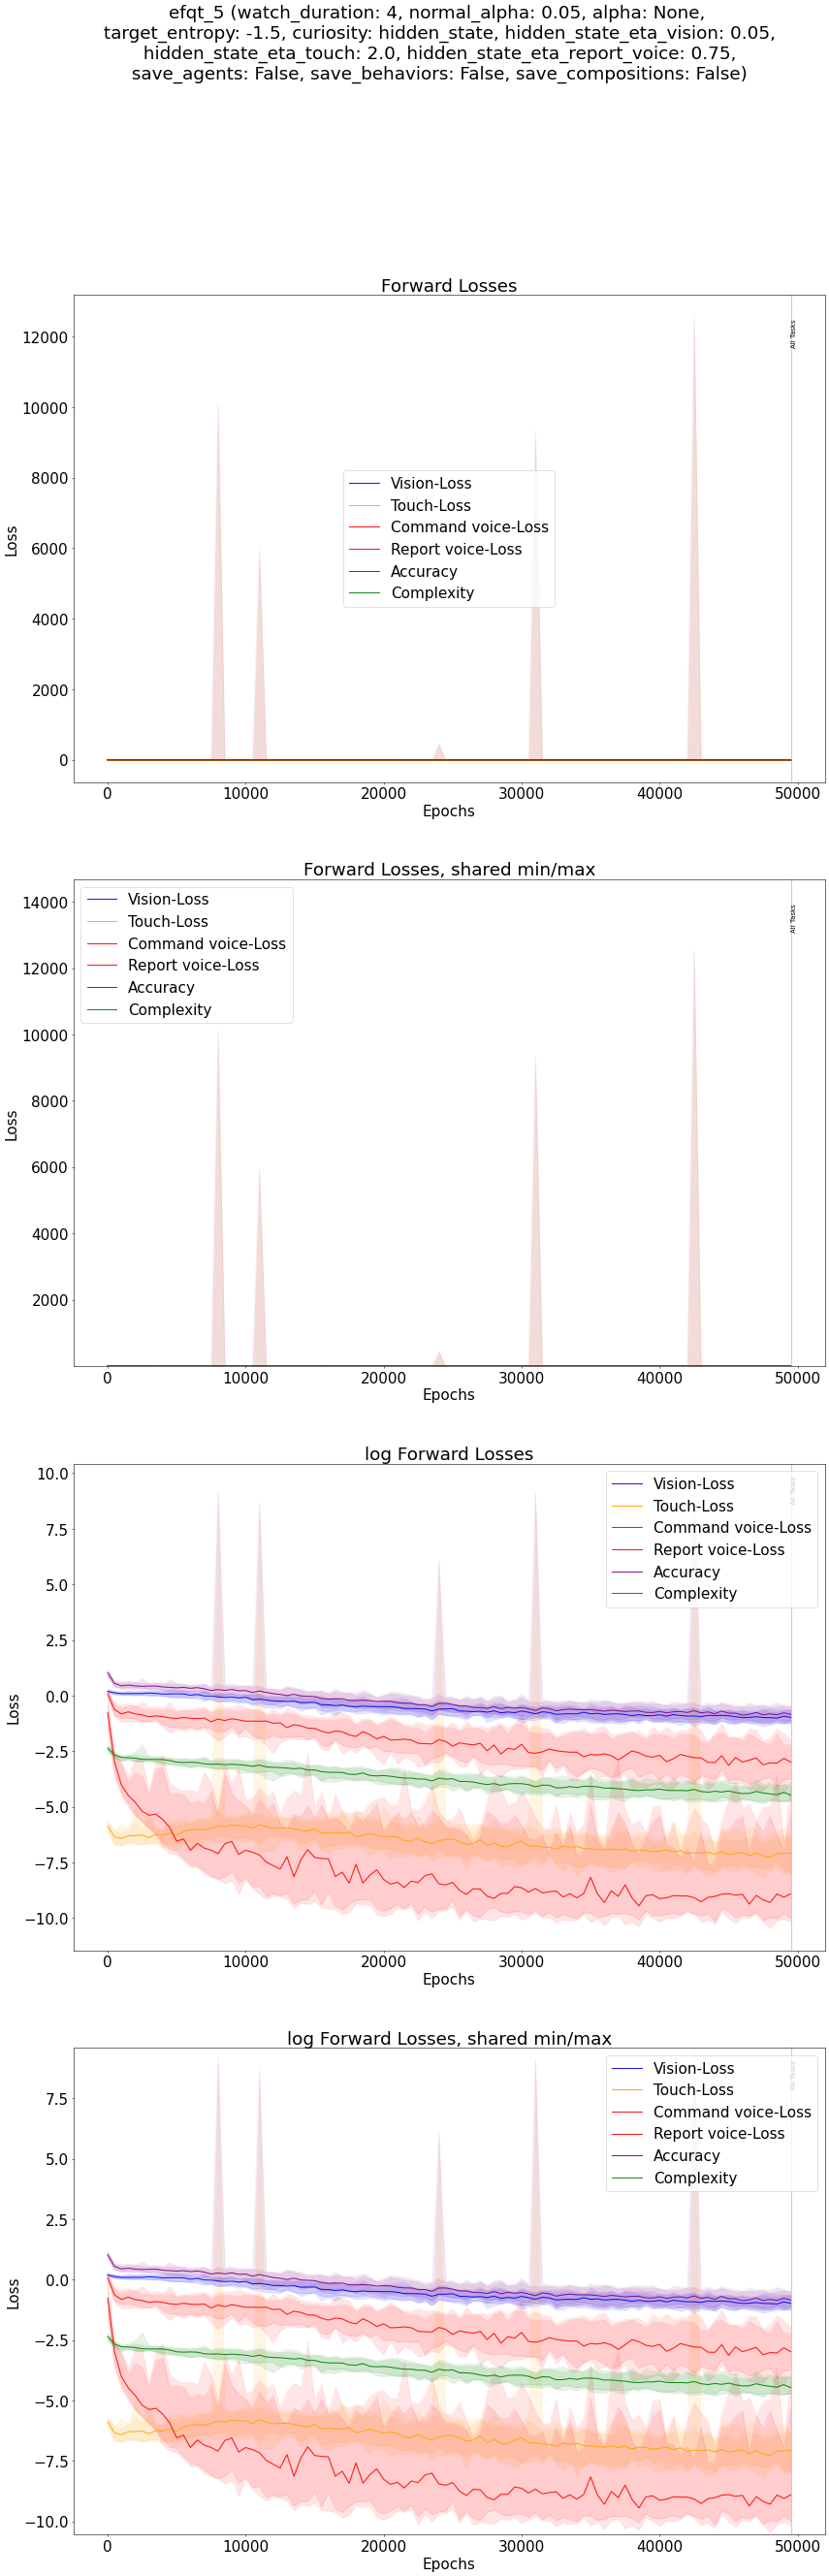 efqt_5 (watch_duration: 4, normal_alpha: 0.05, alpha: None,
target_entropy: -1.5, curiosity: hidden_state, hidden_state_eta_vision: 0.05,
hidden_state_eta_touch: 2.0, hidden_state_eta_report_voice: 0.75,
save_agents: False, save_behaviors: False, save_compositions: False)
Forward Losses
12000
10000
8000
6000
4000
2000
0
Loss
All Tasks
Vision-Loss
Touch-Loss
Command voice-Loss
Report voice-Loss
Accuracy
Complexity
0 10000 20000 30000 40000 50000
Epochs
Forward Losses, shared min/max
14000
12000
10000
8000
6000
4000
2000
Loss
All Tasks
Vision-Loss
Touch-Loss
Command voice-Loss
Report voice-Loss
Accuracy
Complexity
0 10000 20000 30000 40000 50000
Epochs
log Forward Losses
10.0
7.5
5.0
2.5
0.0
−2.5
−5.0
−7.5
−10.0
Loss
All Tasks
Vision-Loss
Touch-Loss
Command voice-Loss
Report voice-Loss
Accuracy
Complexity
0 10000 20000 30000 40000 50000
Epochs
log Forward Losses, shared min/max
7.5
5.0
2.5
0.0
−2.5
−5.0
−7.5
−10.0
Loss
All Tasks
Vision-Loss
Touch-Loss
Command voice-Loss
Report voice-Loss
Accuracy
Complexity
0 10000 20000 30000 40000 50000
Epochs